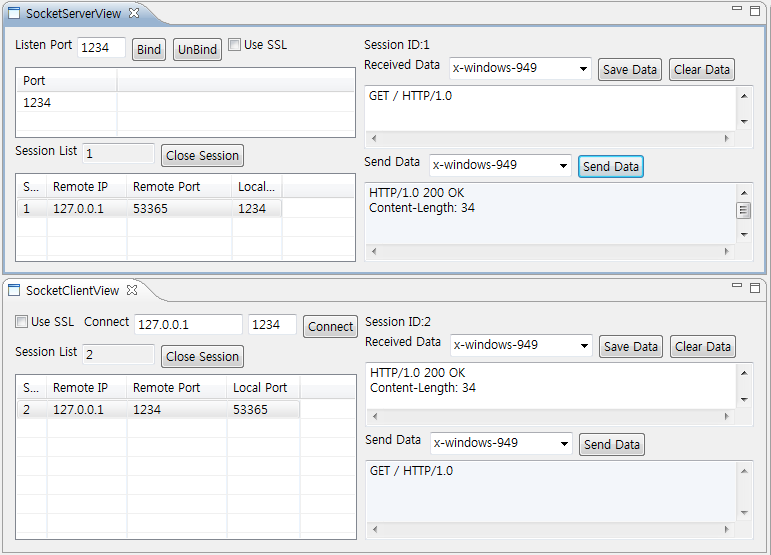 SocketServerView
Listen Port 1234 Bind UnBind Use SSL
Port
1234
Session List 1 Close Session
S... Remote IP Remote Port Local...
1 127.0.0.1 53365 1234
Session ID:1
Received Data x-windows-949 Save Data Clear Data
GET / HTTP/1.0
Send Data x-windows-949 Send Data
HTTP/1.0 200 OK
Content-Length: 34
SocketClientView
Use SSL Connect 127.0.0.1 1234 Connect
Session List 2 Close Session
S... Remote IP Remote Port Local Port
2 127.0.0.1 1234 53365
Session ID:2
Received Data x-windows-949 Save Data Clear Data
HTTP/1.0 200 OK
Content-Length: 34
Send Data x-windows-949 Send Data
GET / HTTP/1.0